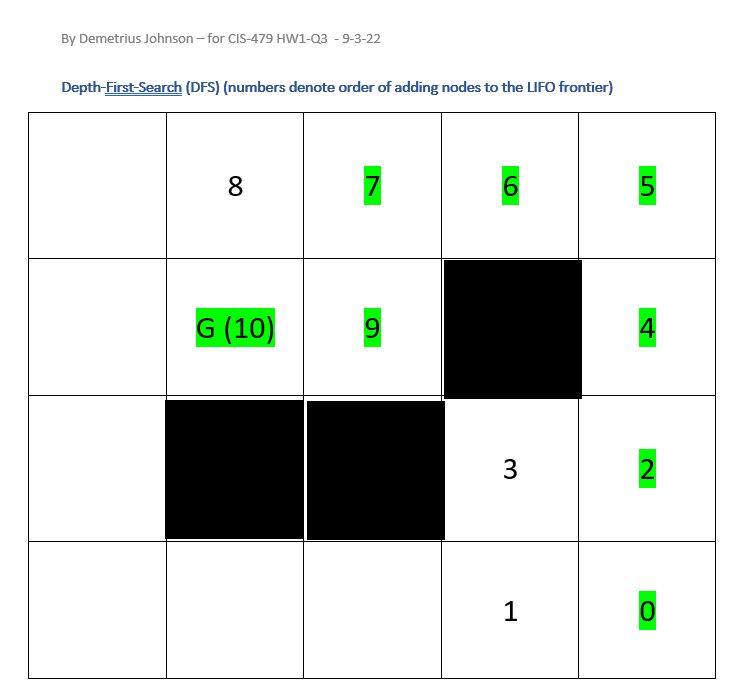 By Demetrius Johnson – for CIS-479 HW1-Q3 - 9-3-22
Depth-First-Search (DFS) (numbers denote order of adding nodes to the LIFO frontier)
8 7 6 5
G (10) 9 4
3 2
1 0